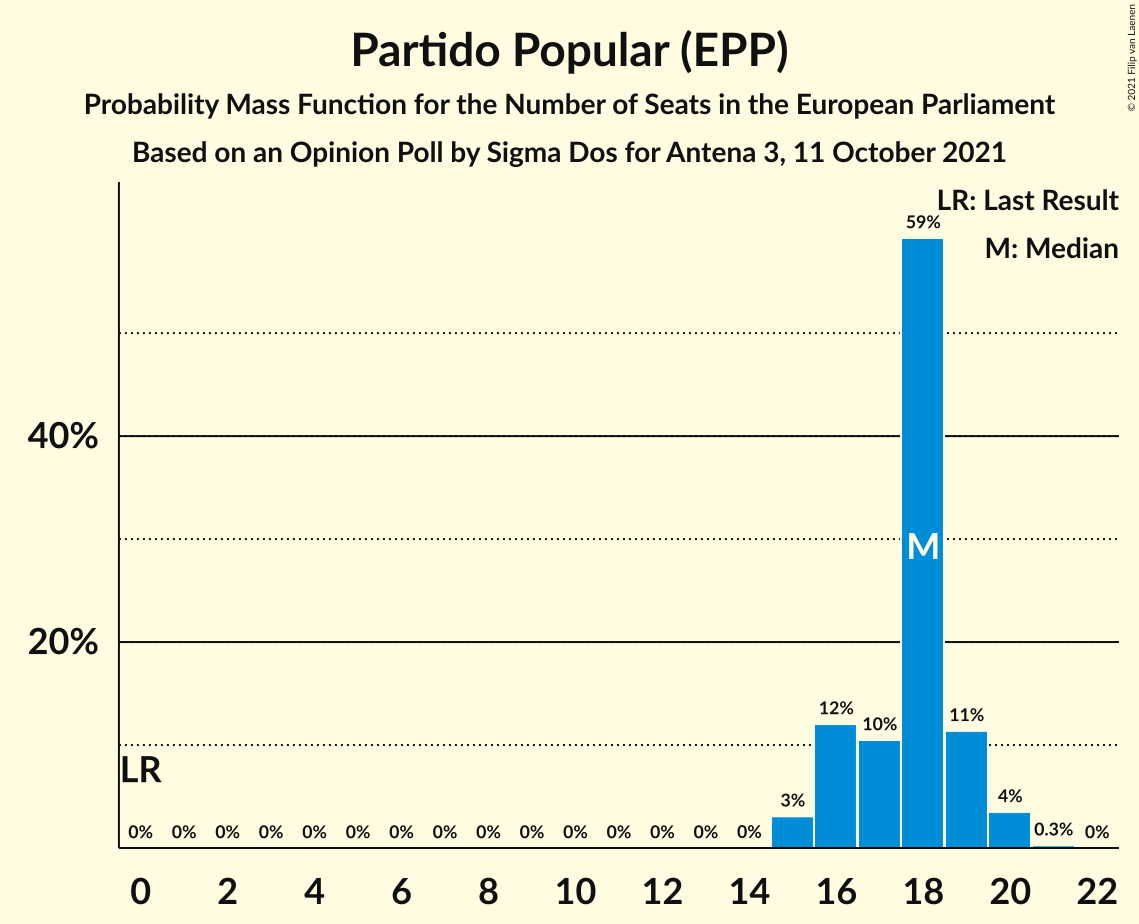 Partido Popular (EPP)
Probability Mass Function for the Number of Seats in the European Parliament
Based on an Opinion Poll by Sigma Dos for Antena 3, 11 October 2021
© 2021 Filip van Laenen
LR: Last Result
M: Median
59%
40%
M
20%
12%
10%
11%
LR
3%
4%
0% 0% 0% 0% 0% 0% 0% 0% 0% 0% 0% 0% 0% 0% 0% 0.3% 0%
0 2 4 6 8 10 12 14 16 18 20 22